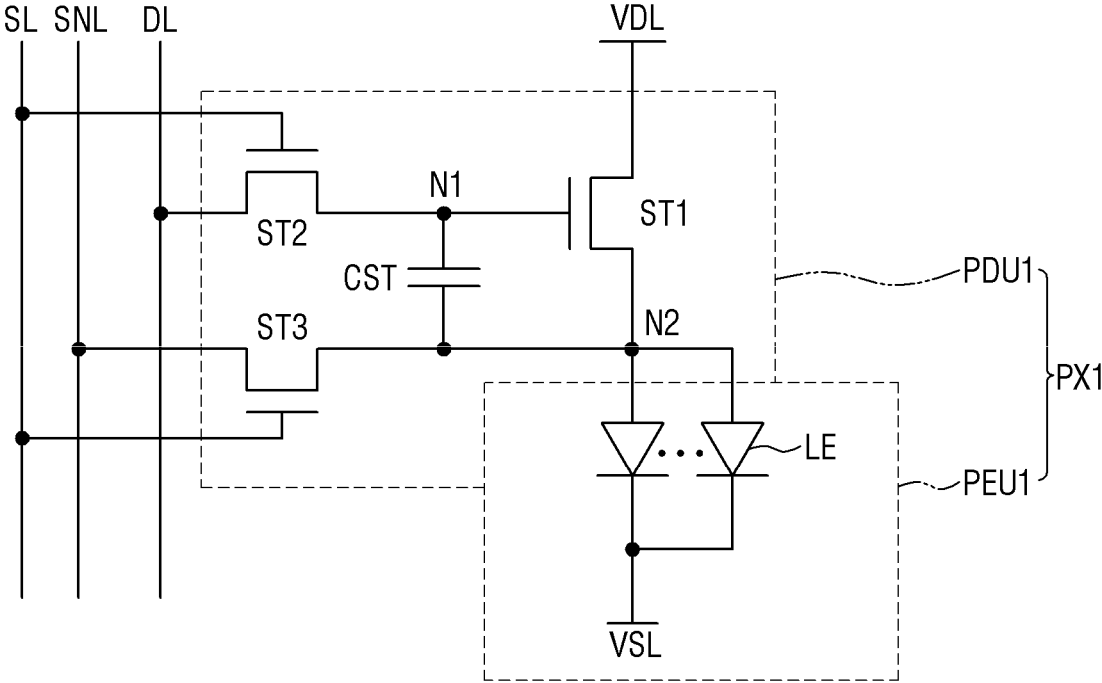 SL SNL DL VDL
N1
ST1
ST2
CST
PDU1
ST3
N2
PX1
LE
PEU1
VSL